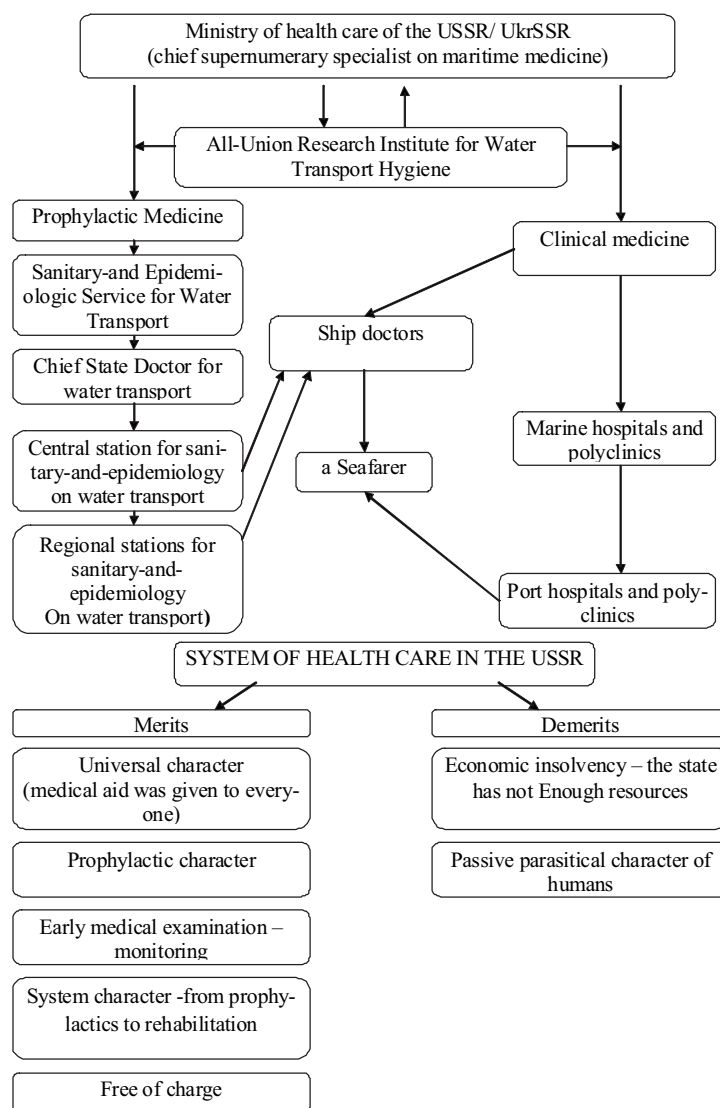 Ministry of health care of the USSR/ UkrSSR
(chief supernumerary specialist on maritime medicine)
All-Union Research Institute for Water
Transport Hygiene
Prophylactic Medicine
Clinical medicine
Sanitary-and Epidemi-
ologic Service for Water
Transport
Ship doctors
Chief State Doctor for
water transport
Central station for sani-
tary-and-epidemiology
on water transport
Marine hospitals and
polyclinics
a Seafarer
Regional stations for
sanitary-and-
epidemiology
On water transport)
Port hospitals and poly-
clinics
SYSTEM OF HEALTH CARE IN THE USSR
Merits
Demerits
Universal character
(medical aid was given to every-
one)
Economic insolvency – the state
has not Enough resources
Prophylactic character
Passive parasitical character of
humans
Early medical examination –
monitoring
System character -from prophy-
lactics to rehabilitation
Free of charge